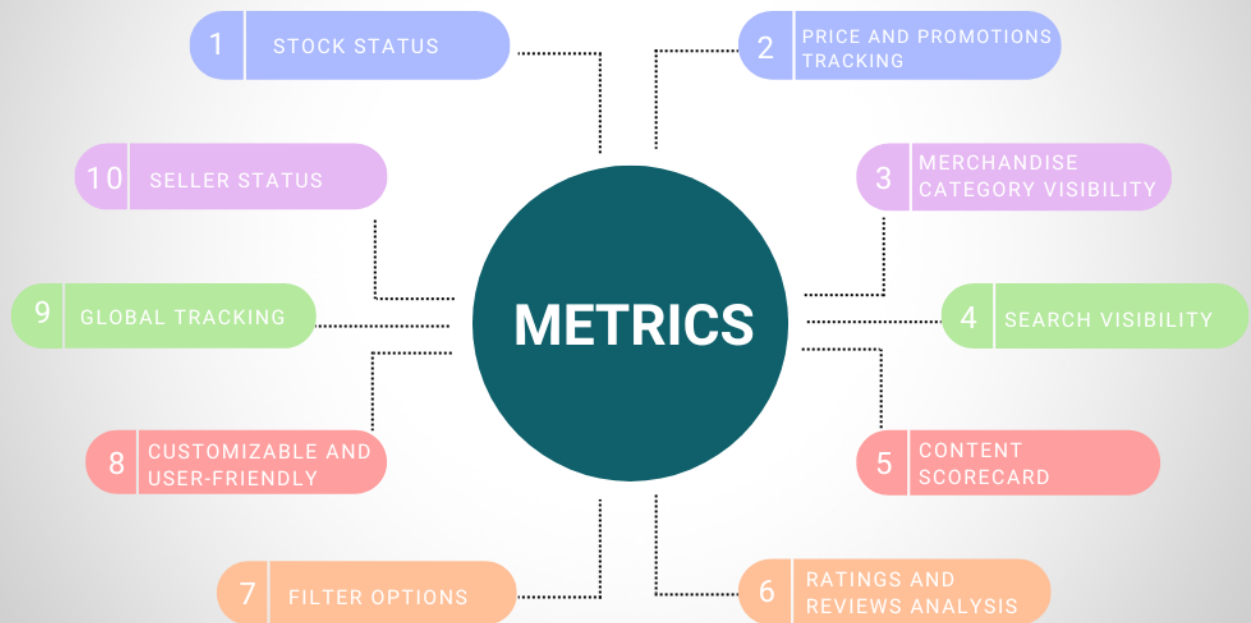 1
STOCK STATUS
2
PRICE AND PROMOTIONS
TRACKING
10
SELLER STATUS
3
MERCHANDISE
CATEGORY VISIBILITY
9
GLOBAL TRACKING
METRICS
4
SEARCH VISIBILITY
8
CUSTOMIZABLE AND
USER-FRIENDLY
5
CONTENT
SCORECARD
7
FILTER OPTIONS
6
RATINGS AND
REVIEWS ANALYSIS